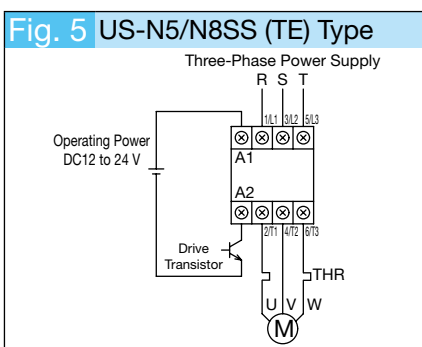 Fig. 5 US-N5/N8SS (TE) Type
Three-Phase Power Supply
R S T
1/L1 3/L2 5/L3
Operating Power
DC12 to 24 V
A1
A2
2/T1 4/T2 6/T3
Drive
Transistor
THR
U V W
M